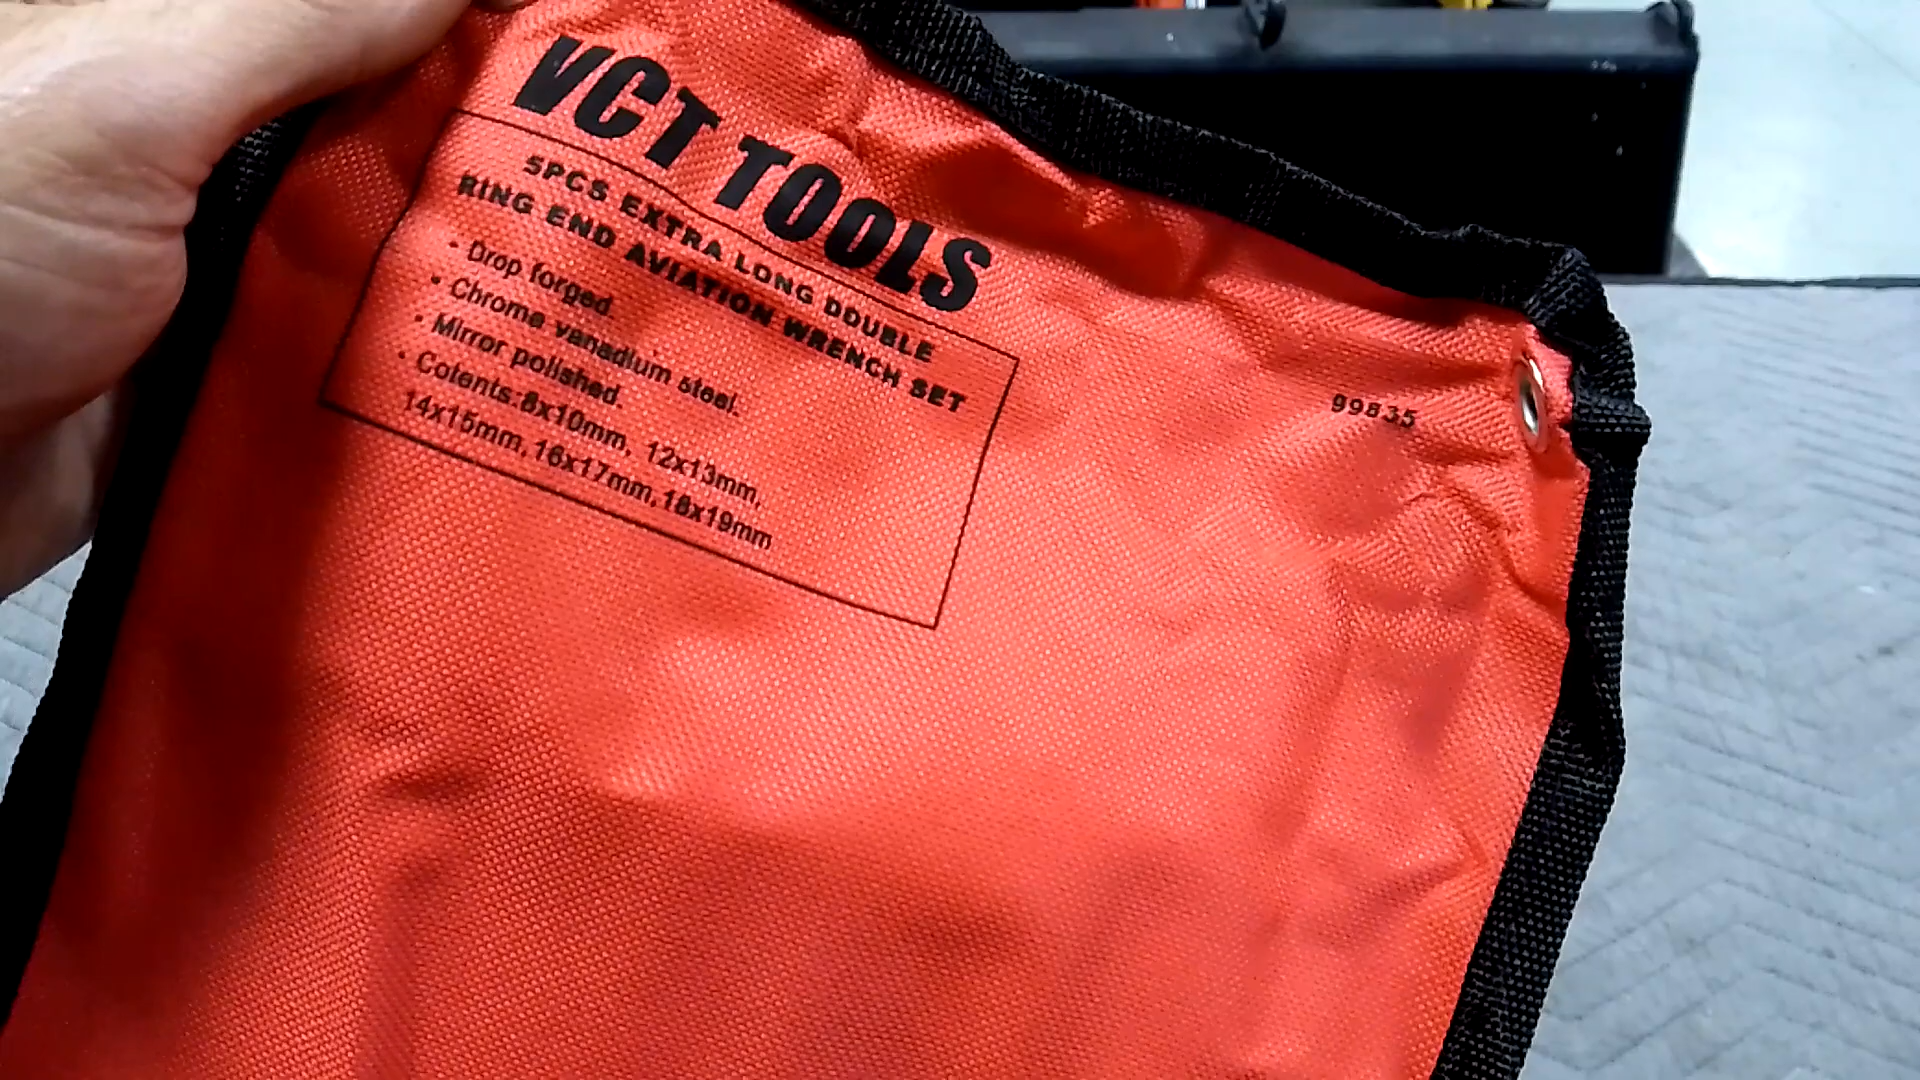 VCT TOOLS
5PCS EXTRA LONG DOUBLE
RING END AVIATION WRENCH SET
• Drop forged
• Chrome vanadium steel.
• Mirror polished.
• Cotents:8x10mm, 12x13mm,
14x15mm,16x17mm,18x19mm
99835